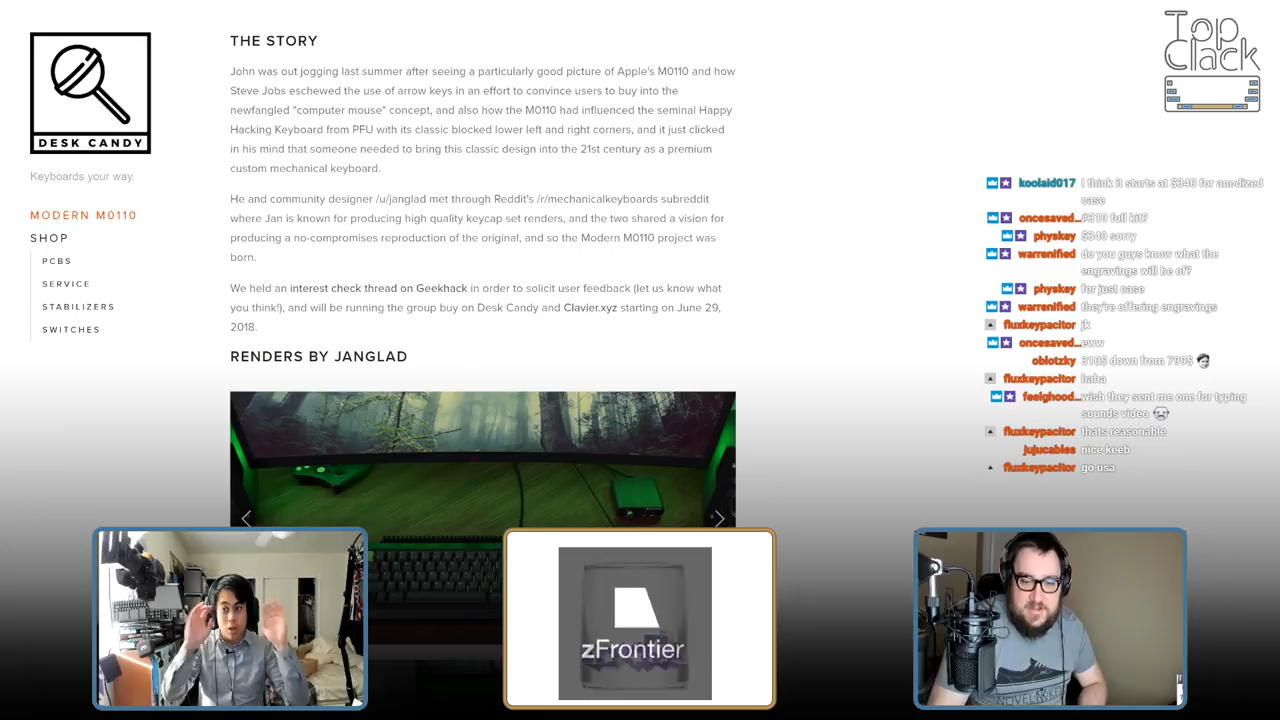 DESK CANDY
Keyboards your way.
MODERN M0110
SHOP
PCBS
SERVICE
STABILIZERS
SWITCHES
THE STORY
John was out jogging last summer after seeing a particularly good picture of Apple's M0110 and how
Steve Jobs eschewed the use of arrow keys in an effort to convince users to buy into the
newfangled "computer mouse" concept, and also how the M0110 had influenced the seminal Happy
Hacking Keyboard from PFU with its classic blocked lower left and right corners, and it just clicked
in his mind that someone needed to bring this classic design into the 21st century as a premium
custom mechanical keyboard.
He and community designer /u/janglad met through Reddit's /r/mechanicalkeyboards subreddit
where Jan is known for producing high quality keycap set renders, and the two shared a vision for
producing a no-compromises reproduction of the original, and so the Modern M0110 project was
born.
We held an interest check thread on Geekhack in order to solicit user feedback (let us know what
you think!), and will be running the group buy on Desk Candy and Clavier.xyz starting on June 29,
2018.
RENDERS BY JANGLAD
Top
Clack
koolaid017 I think it starts at $340 for anodized
case
oncesaved... #310 full kit?
physkey $340 sorry
warrenified do you guys know what the
engravings will be of?
physkey for just case
warrenified they're offering engravings
fluxkeypacitor jk
oncesaved... eww
oblotzky 310$ down from 799$
fluxkeypacitor haha
feelghood... wish they sent me one for typing
sounds video
fluxkeypacitor thats reasonable
jujucables nice keeb
fluxkeypacitor go usa
zFrontier